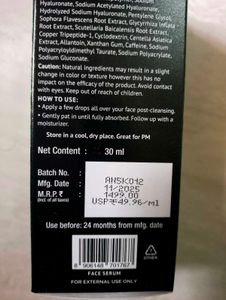 Hyaluronate, Sodium Acetylated Hyaluronate,
Hydrolyzed Sodium Hyaluronate, Pentylene Glycol,
Sophora Flavescens Root Extract, Glycyrrhiza Inflata
Root Extract, Scutellaria Baicalensis Root Extract,
Copper Tripeptide-1, Cyclodextrin, Centella Asiatica
Extract, Allantoin, Xanthan Gum, Caffeine, Sodium
Polyacryloyldimethyl Taurate, Sodium Polyacrylate,
Sodium Gluconate.
Caution: Natural ingredients may result in a slight
change in color or texture however this has no
impact on the efficacy of the product. Avoid contact
with eyes. Keep out of reach of children.
HOW TO USE:
• Apply a few drops all over your face post-cleansing.
• Gently pat in until fully absorbed. Follow up with a
moisturizer.
Store in a cool, dry place. Great for PM
Net Content : 30 ml
Batch No. : ANSK012
Mfg. Date : 11/2025
M.R.P. ₹ : 1499.00
(Incl. of all taxes) USP ₹49.96/ml
Use before: 24 months from mfg. date
8 906148 701787
OTHER
FACE SERUM
FOR EXTERNAL USE ONLY